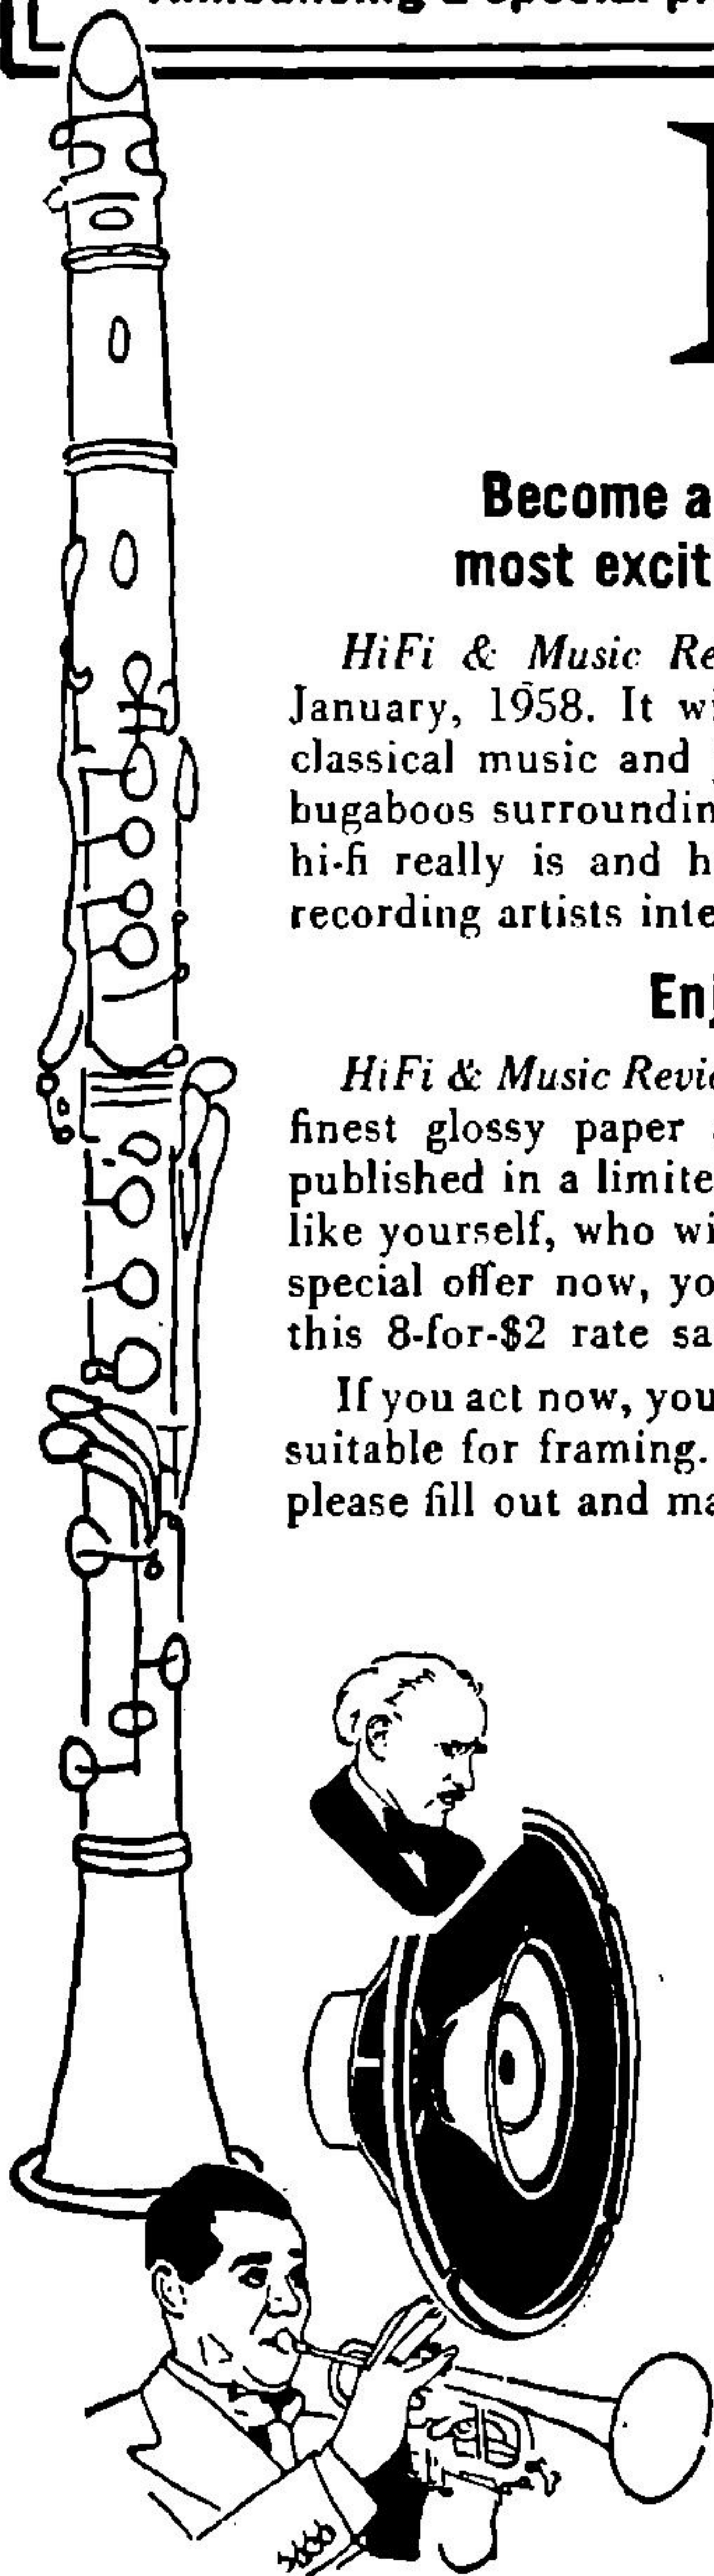 Announcing a special
Become a
most excit
HiFi & Music Re
January, 1958. It wi
classical music and
bugaboos surroundin
hi-fi really is and h
recording artists inte
Enj
HiFi & Music Revie
finest glossy paper
published in a limite
like yourself, who wi
special offer now, yo
this 8-for-$2 rate sa
If you act now, you
suitable for framing.
please fill out and ma